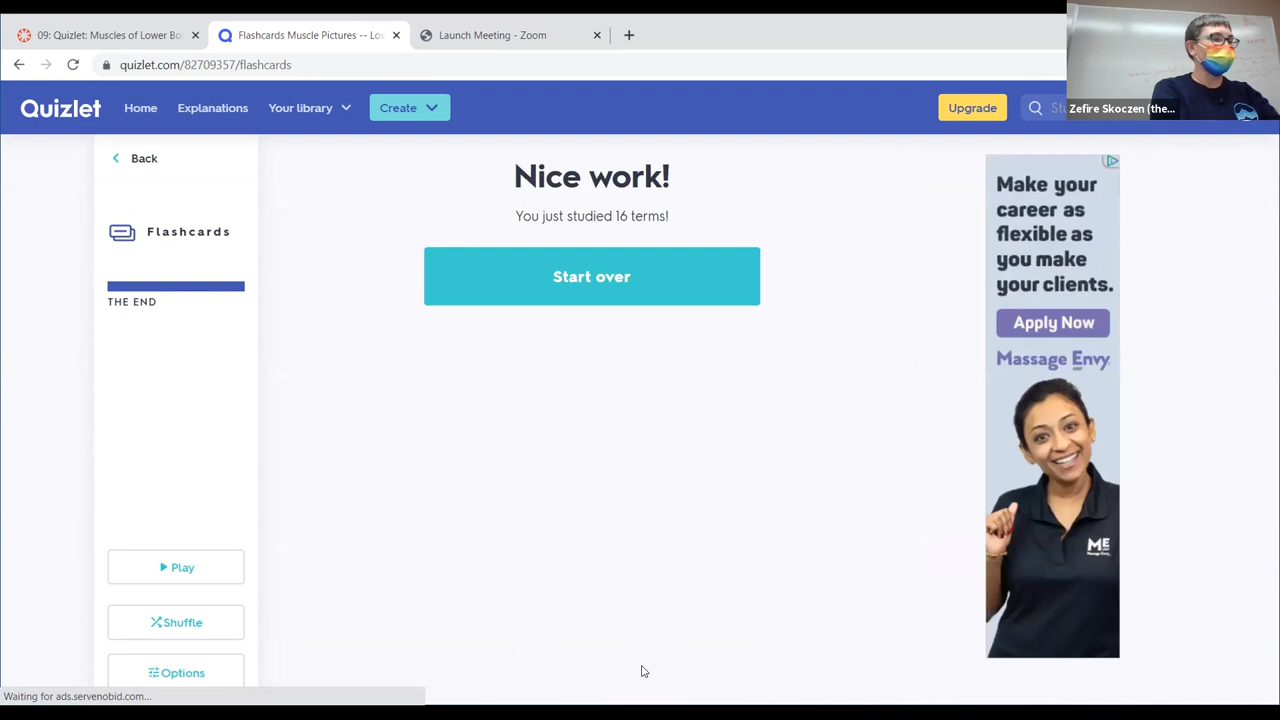 09: Quizlet: Muscles of Lower Bo
Flashcards Muscle Pictures -- Lo
Launch Meeting - Zoom
quizlet.com/82709357/flashcards
Quizlet
Home
Explanations
Your library
Create
Upgrade
Zefire Skoczen (the...
Back
Flashcards
THE END
Play
Shuffle
Options
Nice work!
You just studied 16 terms!
Start over
Make your
career as
flexible as
you make
your clients.
Apply Now
Massage Envy
ME
Massage Envy
Waiting for ads.servenobid.com...